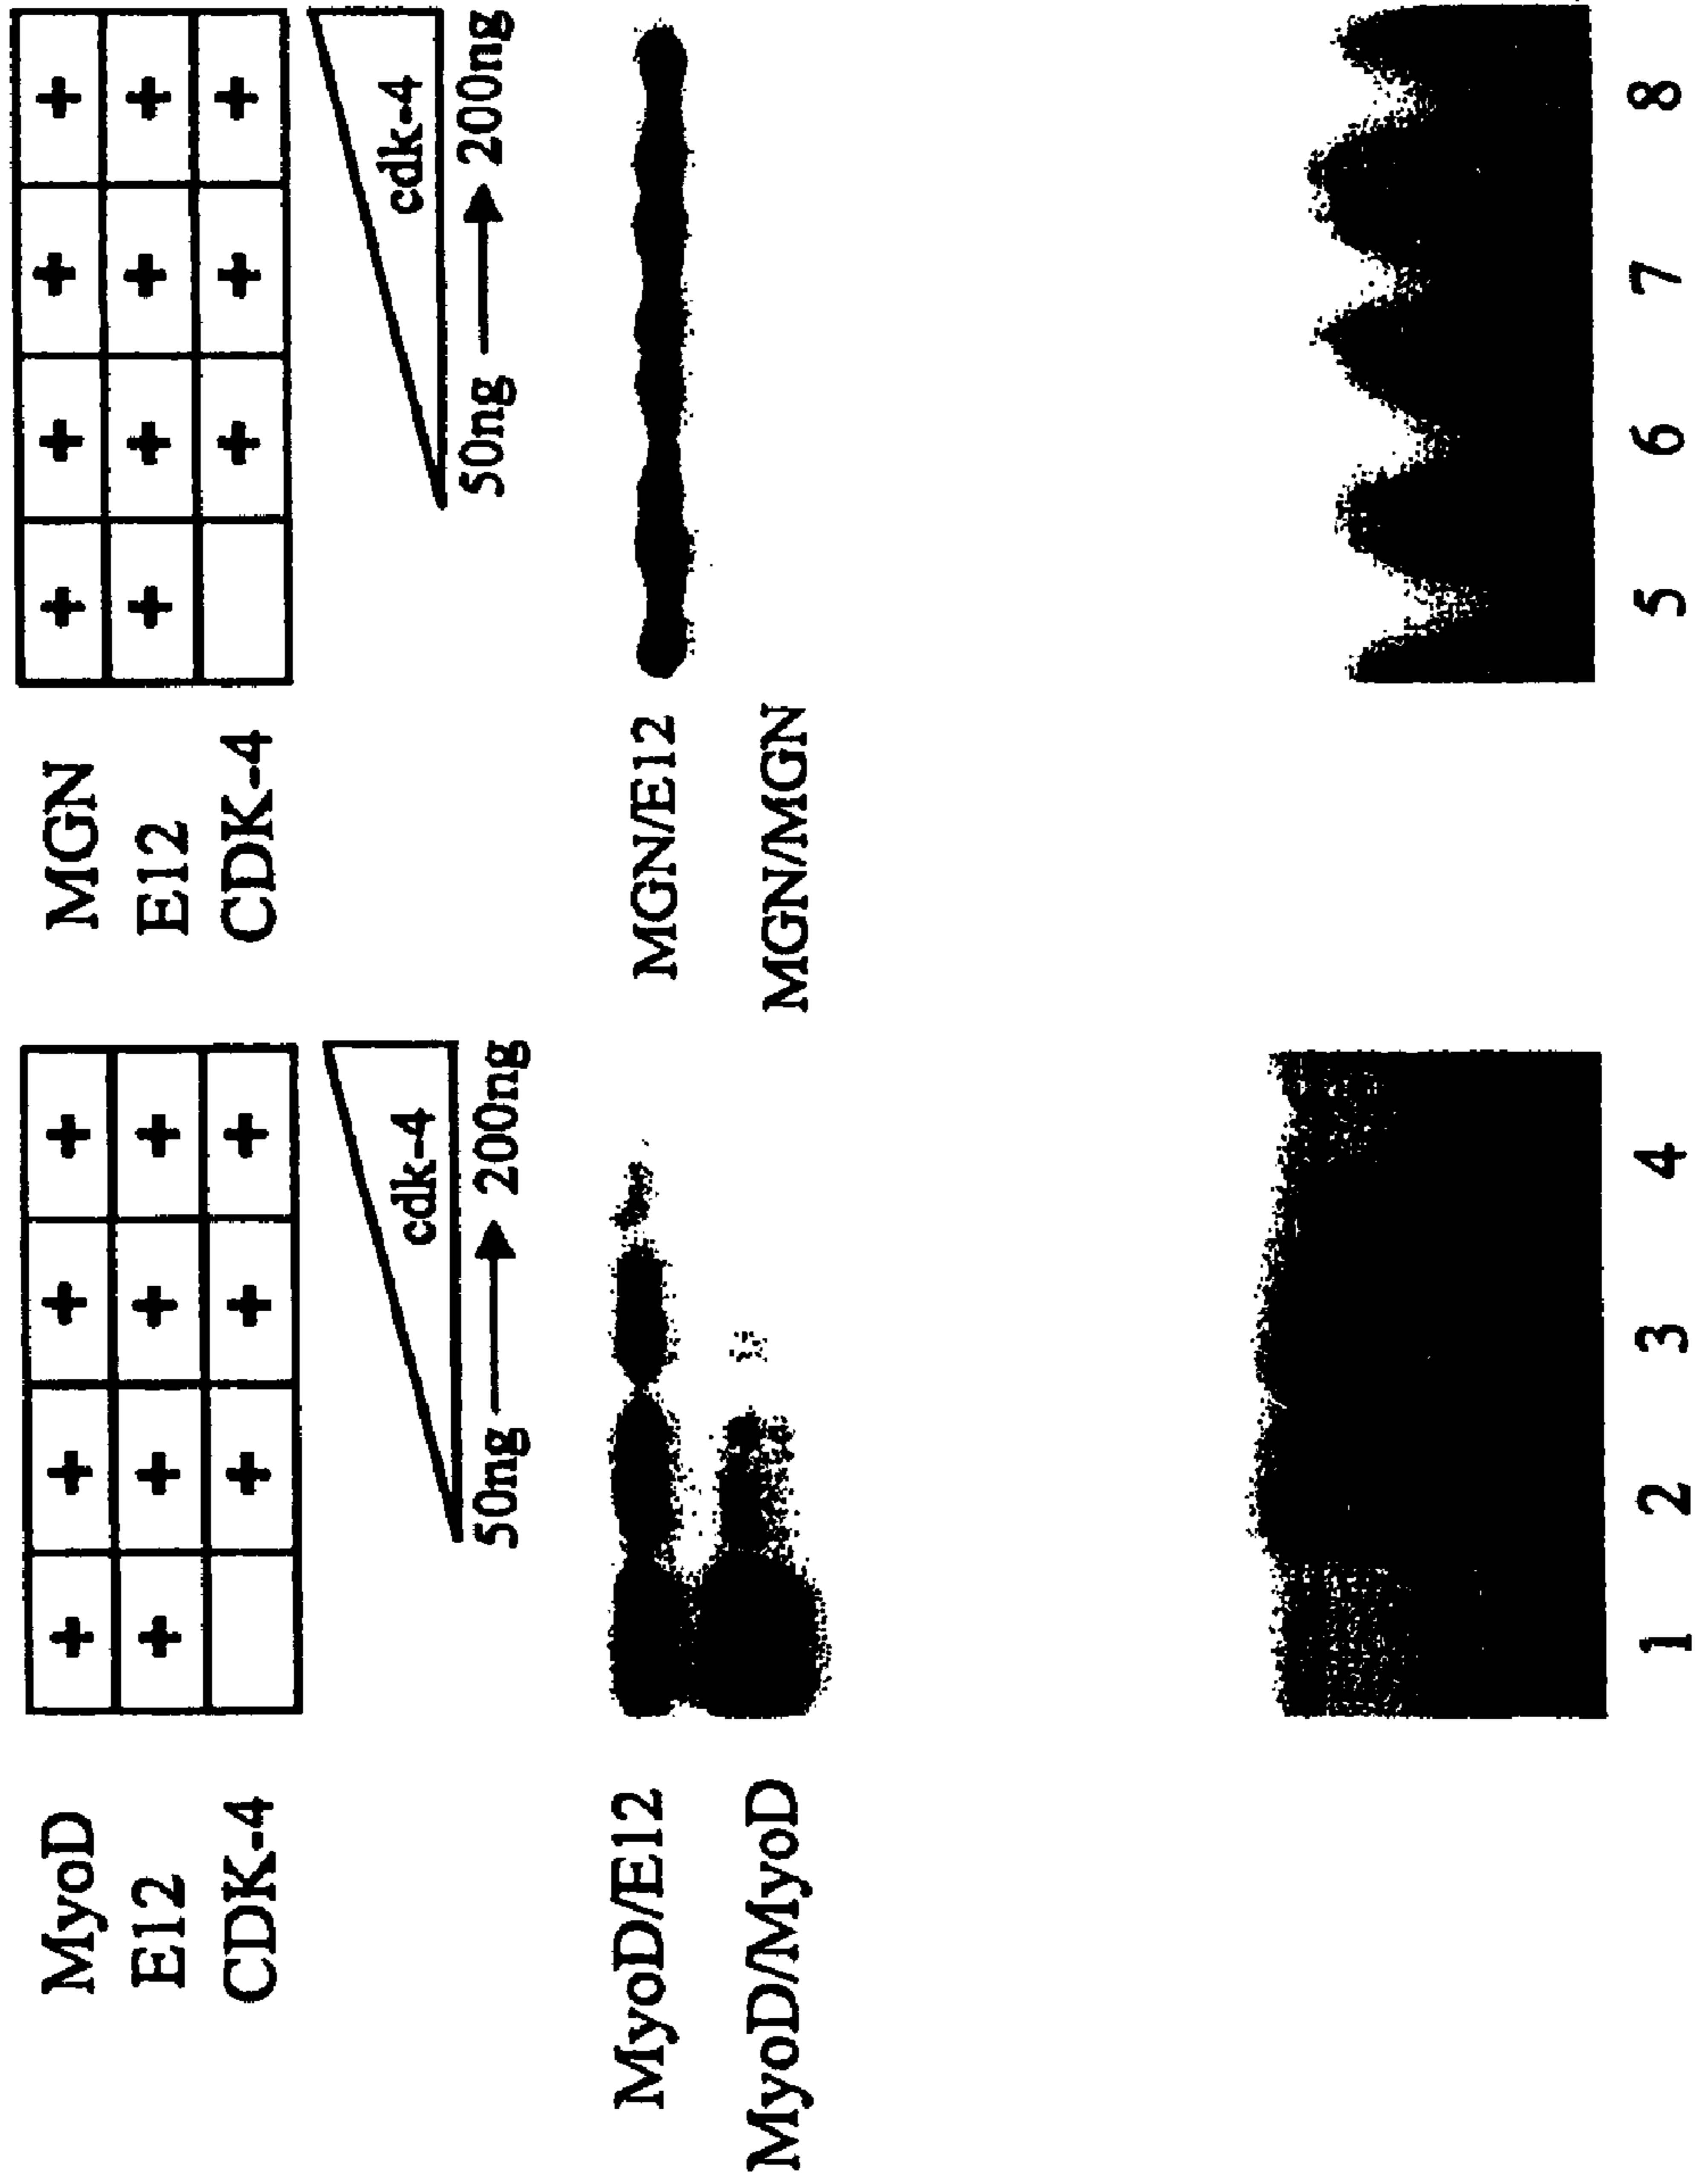 MyoD + + + +
E12 + + + +
CDK-4 + + +
cdk-4
50ng → 200ng
MyoD/E12
MyoD/MyoD
1 2 3 4
MGN + + + +
E12 + + + +
CDK-4 + + +
cdk-4
50ng → 200ng
MGN/E12
MGN/MGN
5 6 7 8